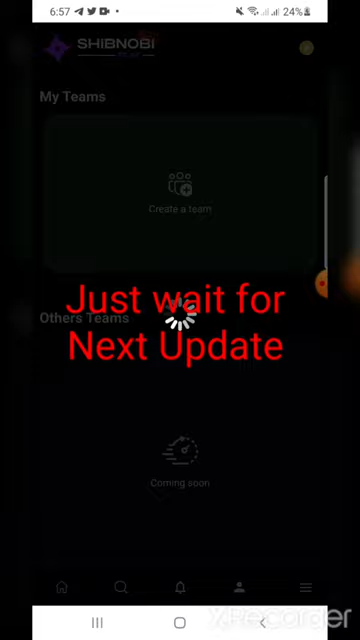 6:57
24%
SHIBNOBI
My Teams
Create a team
Just wait for
Others Teams
Next Update
Coming soon
XRecorder